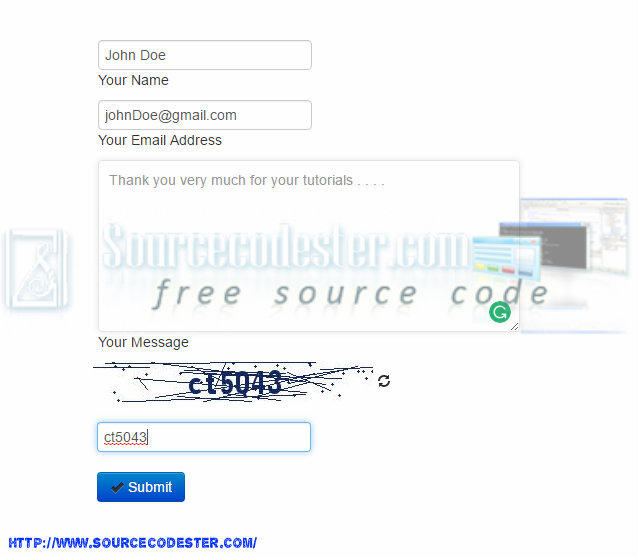 John Doe
Your Name
johnDoe@gmail.com
Your Email Address
Thank you very much for your tutorials . . . .
Sourcecodester.com
free source code
Your Message
ct5043
ct5043
Submit
HTTP://WWW.SOURCECODESTER.COM/